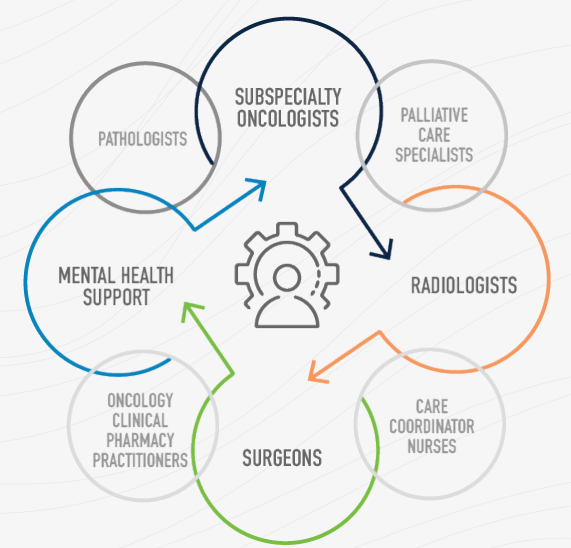 SUBSPECIALTY
ONCOLOGISTS
PALLIATIVE
CARE
SPECIALISTS
RADIOLOGISTS
CARE
COORDINATOR
NURSES
SURGEONS
ONCOLOGY
CLINICAL
PHARMACY
PRACTITIONERS
MENTAL HEALTH
SUPPORT
PATHOLOGISTS